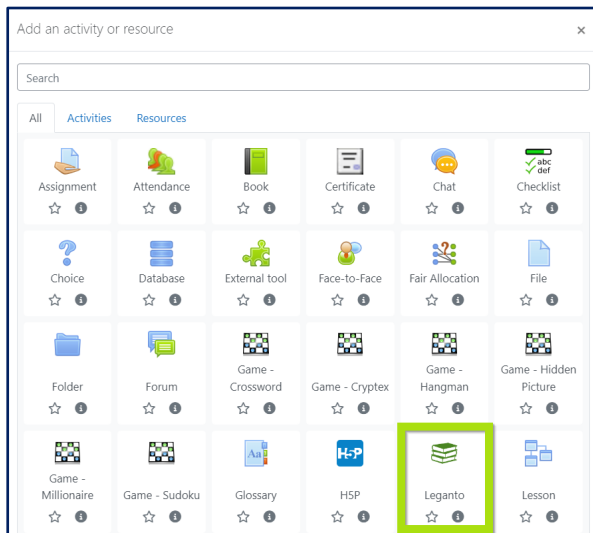 Add an activity or resource ×
Search
All Activities Resources
abc
def
Assignment Attendance Book Certificate Chat Checklist
Choice Database External tool Face-to-Face Fair Allocation File
Game - Game - Game - Hidden
Folder Forum Crossword Game - Cryptex Hangman Picture
Aa H5P
Game -
Millionaire Game - Sudoku Glossary H5P Leganto Lesson